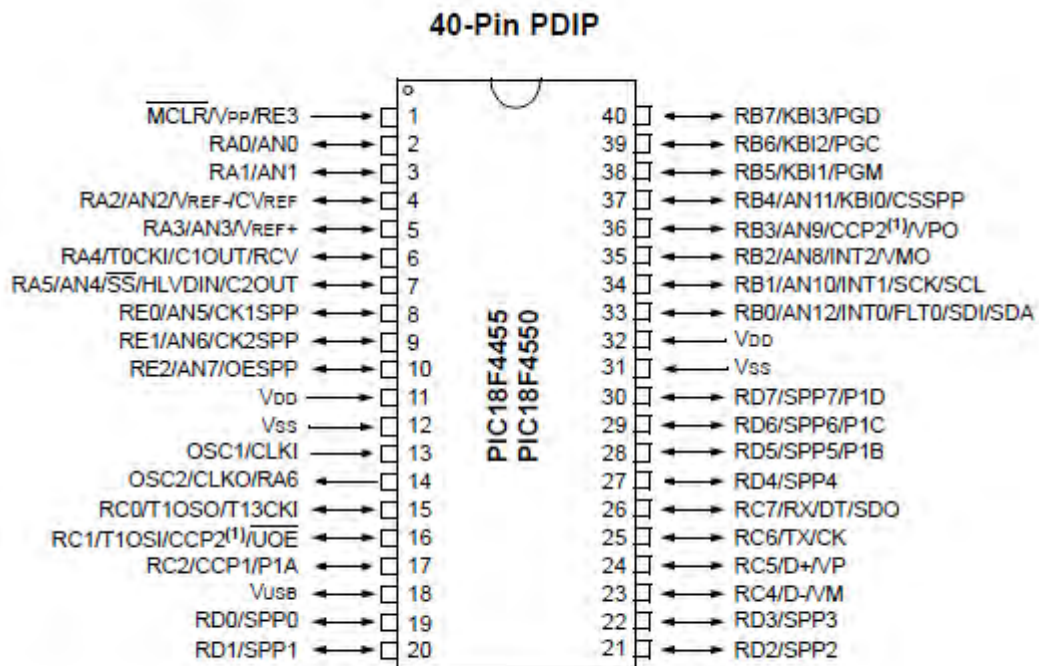 40-Pin PDIP
MCLR/VPP/RE3 1
RA0/AN0 2
RA1/AN1 3
RA2/AN2/VREF-/CVREF 4
RA3/AN3/VREF+ 5
RA4/T0CKI/C1OUT/RCV 6
RA5/AN4/SS/HLVDIN/C2OUT 7
RE0/AN5/CK1SPP 8
RE1/AN6/CK2SPP 9
RE2/AN7/OESPP 10
VDD 11
VSS 12
OSC1/CLKI 13
OSC2/CLKO/RA6 14
RC0/T1OSO/T13CKI 15
RC1/T1OSI/CCP2(1)/UOE 16
RC2/CCP1/P1A 17
VUSB 18
RD0/SPP0 19
RD1/SPP1 20
PIC18F4455
PIC18F4550
40 RB7/KBI3/PGD
39 RB6/KBI2/PGC
38 RB5/KBI1/PGM
37 RB4/AN11/KBI0/CSSPP
36 RB3/AN9/CCP2(1)/VPO
35 RB2/AN8/INT2/VMO
34 RB1/AN10/INT1/SCK/SCL
33 RB0/AN12/INT0/FLT0/SDI/SDA
32 VDD
31 VSS
30 RD7/SPP7/P1D
29 RD6/SPP6/P1C
28 RD5/SPP5/P1B
27 RD4/SPP4
26 RC7/RX/DT/SDO
25 RC6/TX/CK
24 RC5/D+/VP
23 RC4/D-/VM
22 RD3/SPP3
21 RD2/SPP2